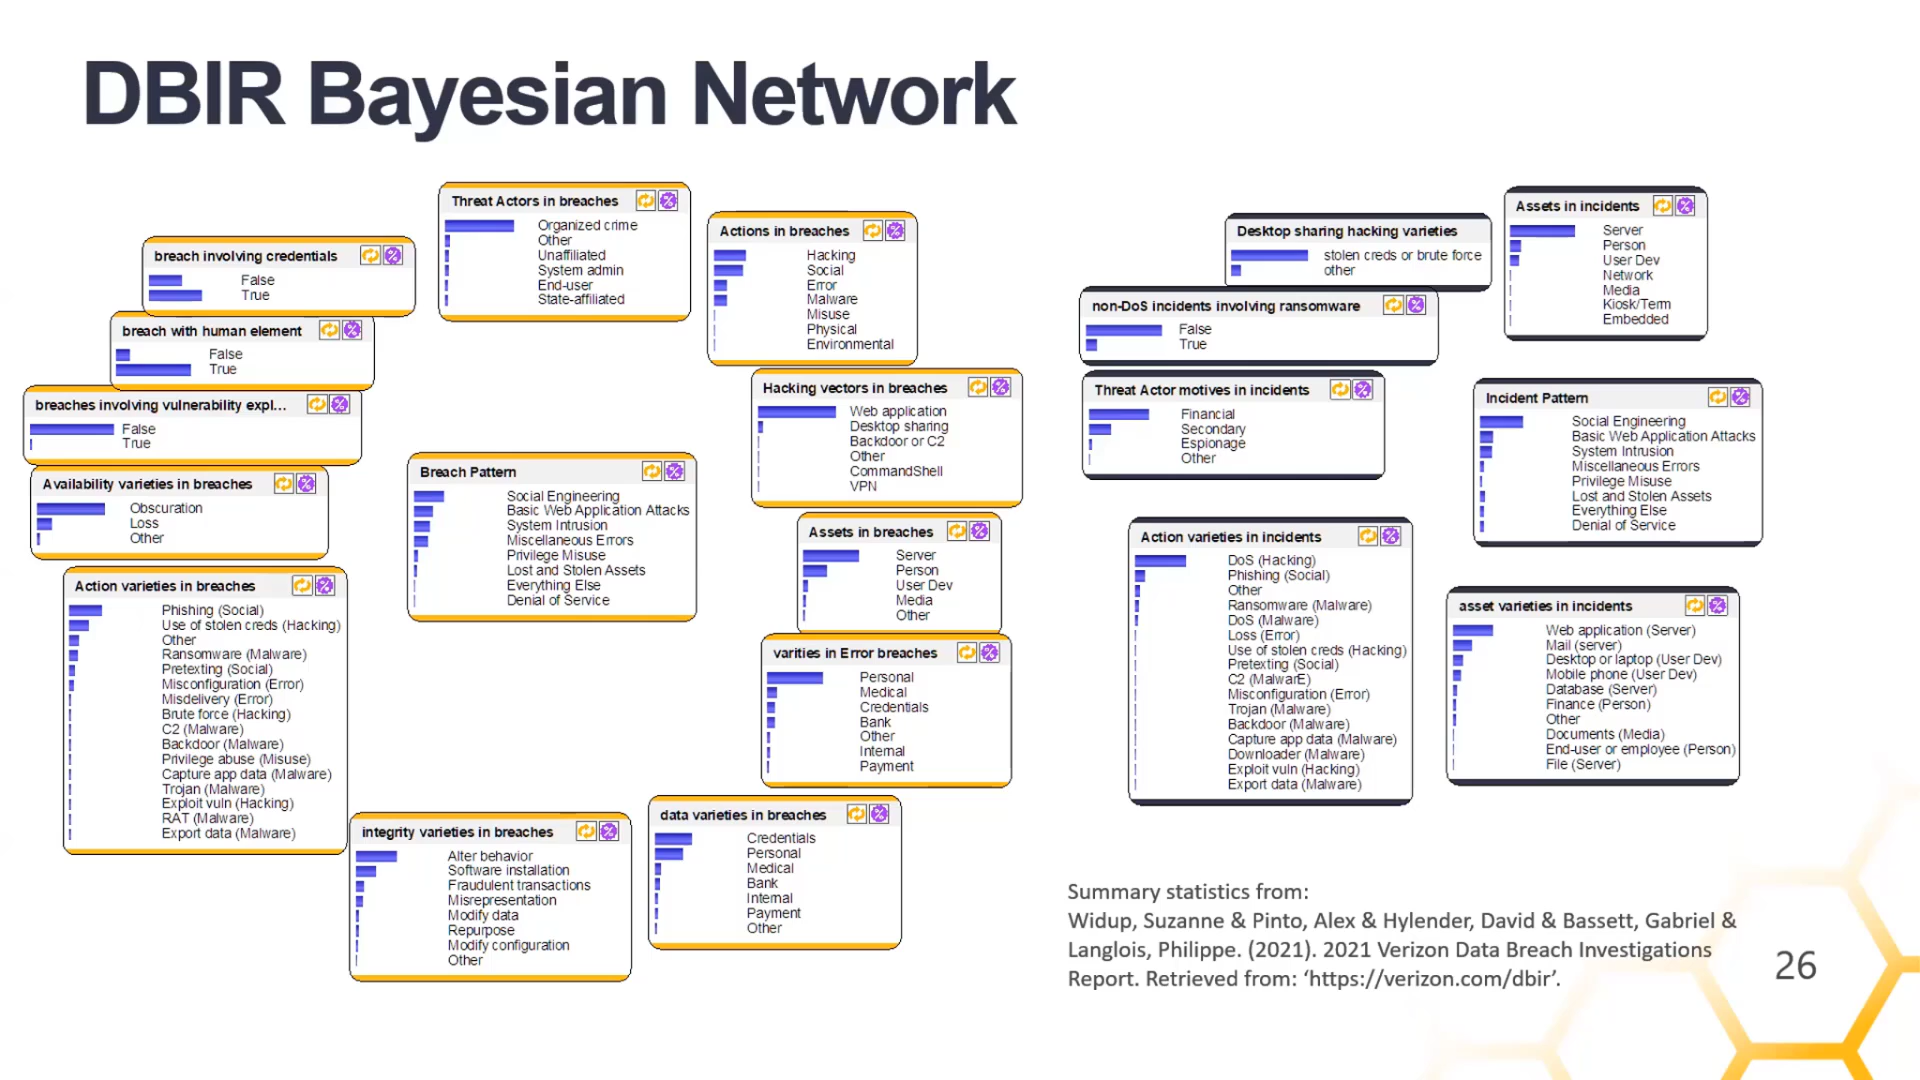 DBIR Bayesian Network
Threat Actors in breaches
Organized crime
Other
Unaffiliated
System admin
End-user
State-affiliated
Actions in breaches
Hacking
Social
Error
Malware
Misuse
Physical
Environmental
breach involving credentials
False
True
breach with human element
False
True
breaches involving vulnerability expl...
False
True
Availability varieties in breaches
Obscuration
Loss
Other
Hacking vectors in breaches
Web application
Desktop sharing
Backdoor or C2
Other
CommandShell
VPN
Breach Pattern
Social Engineering
Basic Web Application Attacks
System Intrusion
Miscellaneous Errors
Privilege Misuse
Lost and Stolen Assets
Everything Else
Denial of Service
Assets in breaches
Server
Person
User Dev
Media
Other
Action varieties in breaches
Phishing (Social)
Use of stolen creds (Hacking)
Other
Ransomware (Malware)
Pretexting (Social)
Misconfiguration (Error)
Misdelivery (Error)
Brute force (Hacking)
C2 (Malware)
Backdoor (Malware)
Privilege abuse (Misuse)
Capture app data (Malware)
Trojan (Malware)
Exploit vuln (Hacking)
RAT (Malware)
Export data (Malware)
varities in Error breaches
Personal
Medical
Credentials
Bank
Other
Internal
Payment
integrity varieties in breaches
Alter behavior
Software installation
Fraudulent transactions
Misrepresentation
Modify data
Repurpose
Modify configuration
Other
data varieties in breaches
Credentials
Personal
Medical
Bank
Internal
Payment
Other
Desktop sharing hacking varieties
stolen creds or brute force
other
Assets in incidents
Server
Person
User Dev
Network
Media
Kiosk/Term
Embedded
non-DoS incidents involving ransomware
False
True
Threat Actor motives in incidents
Financial
Secondary
Espionage
Other
Incident Pattern
Social Engineering
Basic Web Application Attacks
System Intrusion
Miscellaneous Errors
Privilege Misuse
Lost and Stolen Assets
Everything Else
Denial of Service
Action varieties in incidents
DoS (Hacking)
Phishing (Social)
Other
Ransomware (Malware)
DoS (Malware)
Loss (Error)
Use of stolen creds (Hacking)
Pretexting (Social)
C2 (MalwarE)
Misconfiguration (Error)
Trojan (Malware)
Backdoor (Malware)
Capture app data (Malware)
Downloader (Malware)
Exploit vuln (Hacking)
Export data (Malware)
asset varieties in incidents
Web application (Server)
Mail (server)
Desktop or laptop (User Dev)
Mobile phone (User Dev)
Database (Server)
Finance (Person)
Other
Documents (Media)
End-user or employee (Person)
File (Server)
Summary statistics from:
Widup, Suzanne & Pinto, Alex & Hylender, David & Bassett, Gabriel &
Langlois, Philippe. (2021). 2021 Verizon Data Breach Investigations
Report. Retrieved from: ‘https://verizon.com/dbir’.
26